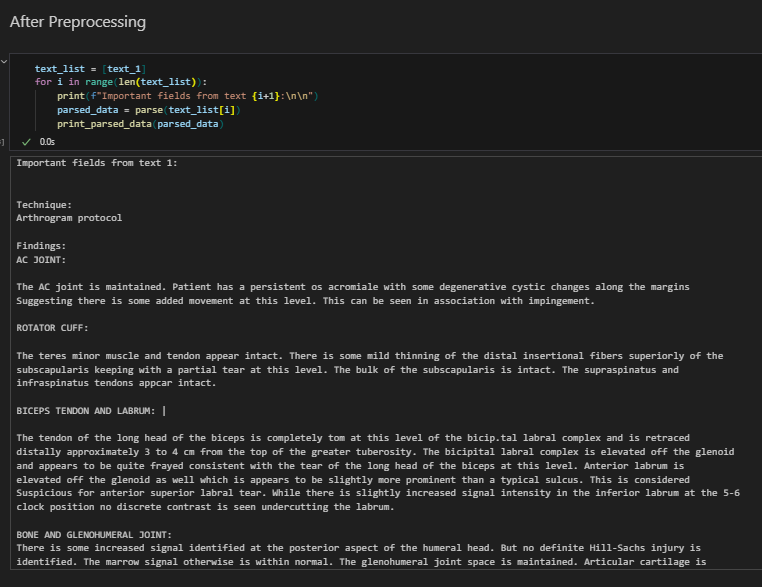 After Preprocessing
text_list = [text_1]
for i in range(len(text_list)):
print(f"Important fields from text {i+1}:\n\n")
parsed_data = parse(text_list[i])
print_parsed_data(parsed_data)
0.0s
Important fields from text 1:
Technique:
Arthrogram protocol
Findings:
AC JOINT:
The AC joint is maintained. Patient has a persistent os acromiale with some degenerative cystic changes along the margins
Suggesting there is some added movement at this level. This can be seen in association with impingement.
ROTATOR CUFF:
The teres minor muscle and tendon appear intact. There is some mild thinning of the distal insertional fibers superiorly of the
subscapularis keeping with a partial tear at this level. The bulk of the subscapularis is intact. The supraspinatus and
infraspinatus tendons appcar intact.
BICEPS TENDON AND LABRUM: |
The tendon of the long head of the biceps is completely tom at this level of the bicip.tal labral complex and is retraced
distally approximately 3 to 4 cm from the top of the greater tuberosity. The bicipital labral complex is elevated off the glenoid
and appears to be quite frayed consistent with the tear of the long head of the biceps at this level. Anterior labrum is
elevated off the glenoid as well which is appears to be slightly more prominent than a typical sulcus. This is considered
Suspicious for anterior superior labral tear. While there is slightly increased signal intensity in the inferior labrum at the 5-6
clock position no discrete contrast is seen undercutting the labrum.
BONE AND GLENOHUMERAL JOINT:
There is some increased signal identified at the posterior aspect of the humeral head. But no definite Hill-Sachs injury is
identified. The marrow signal otherwise is within normal. The glenohumeral joint space is maintained. Articular cartilage is